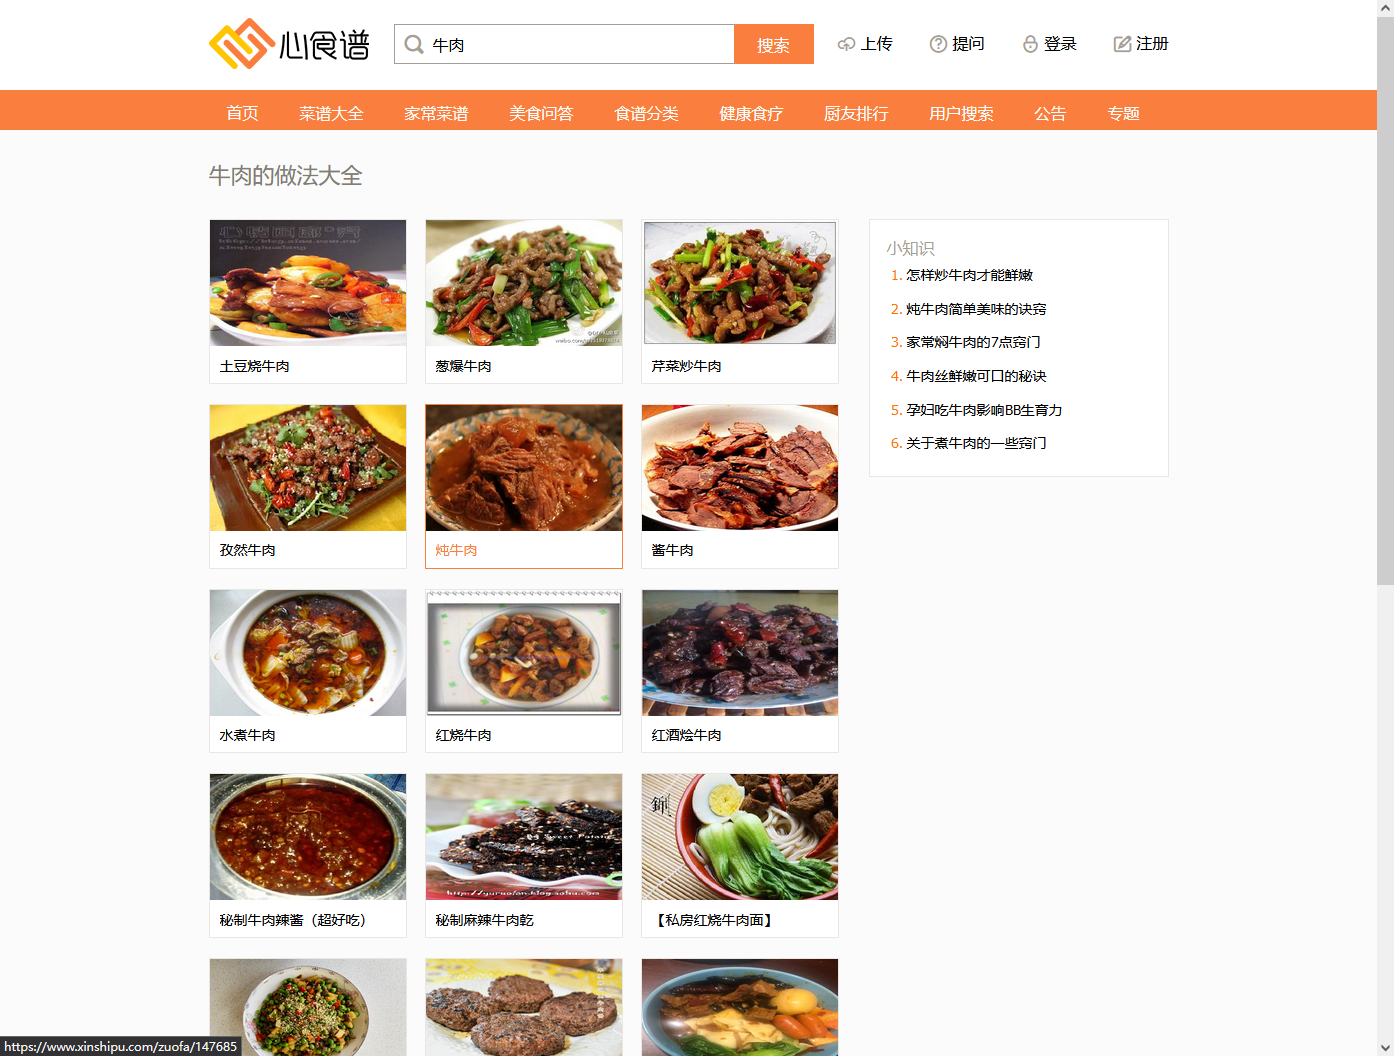 心食谱
牛肉
搜索
上传
提问
登录
注册
首页
菜谱大全
家常菜谱
美食问答
食谱分类
健康食疗
厨友排行
用户搜索
公告
专题
牛肉的做法大全
土豆烧牛肉
葱爆牛肉
芹菜炒牛肉
孜然牛肉
炖牛肉
酱牛肉
水煮牛肉
红烧牛肉
红酒烩牛肉
秘制牛肉辣酱（超好吃）
秘制麻辣牛肉乾
【私房红烧牛肉面】
小知识
1. 怎样炒牛肉才能鲜嫩
2. 炖牛肉简单美味的诀窍
3. 家常焖牛肉的7点窍门
4. 牛肉丝鲜嫩可口的秘诀
5. 孕妇吃牛肉影响BB生育力
6. 关于煮牛肉的一些窍门
https://www.xinshipu.com/zuofa/147685